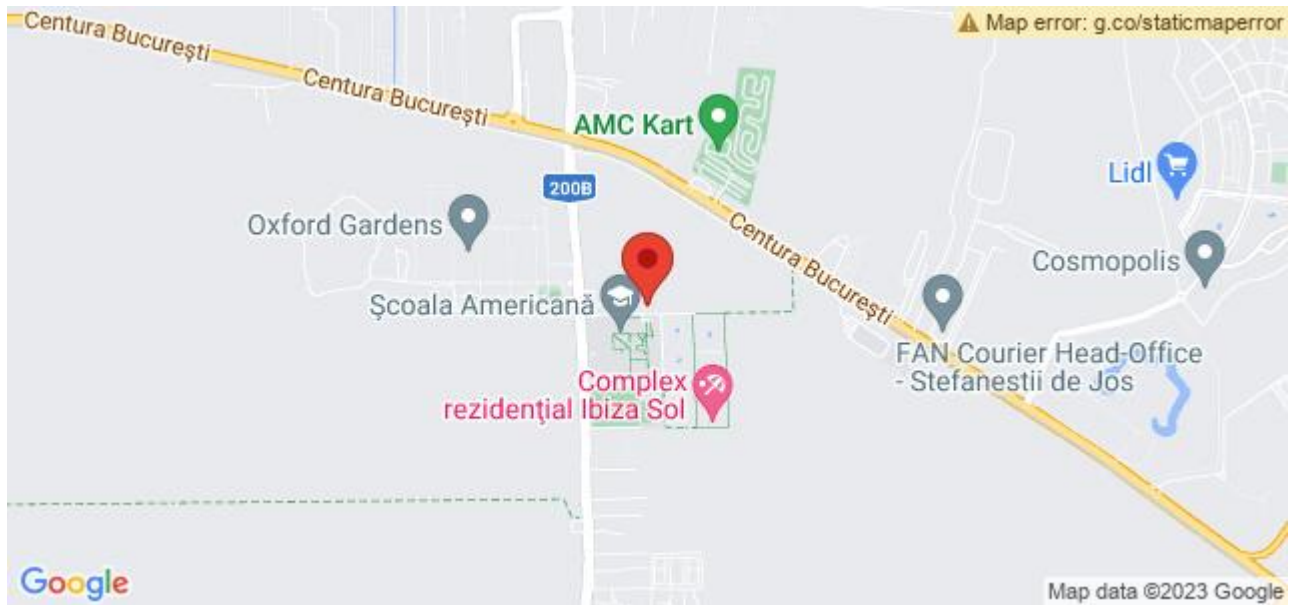 Map error: g.co/staticmaperror
Centura București
Centura București
AMC Kart
200B
Lidl
Oxford Gardens
Centura București
Cosmopolis
Școala Americană
FAN Courier Head-Office
- Stefanestii de Jos
Complex
rezidenţial Ibiza Sol
Google
Map data ©2023 Google